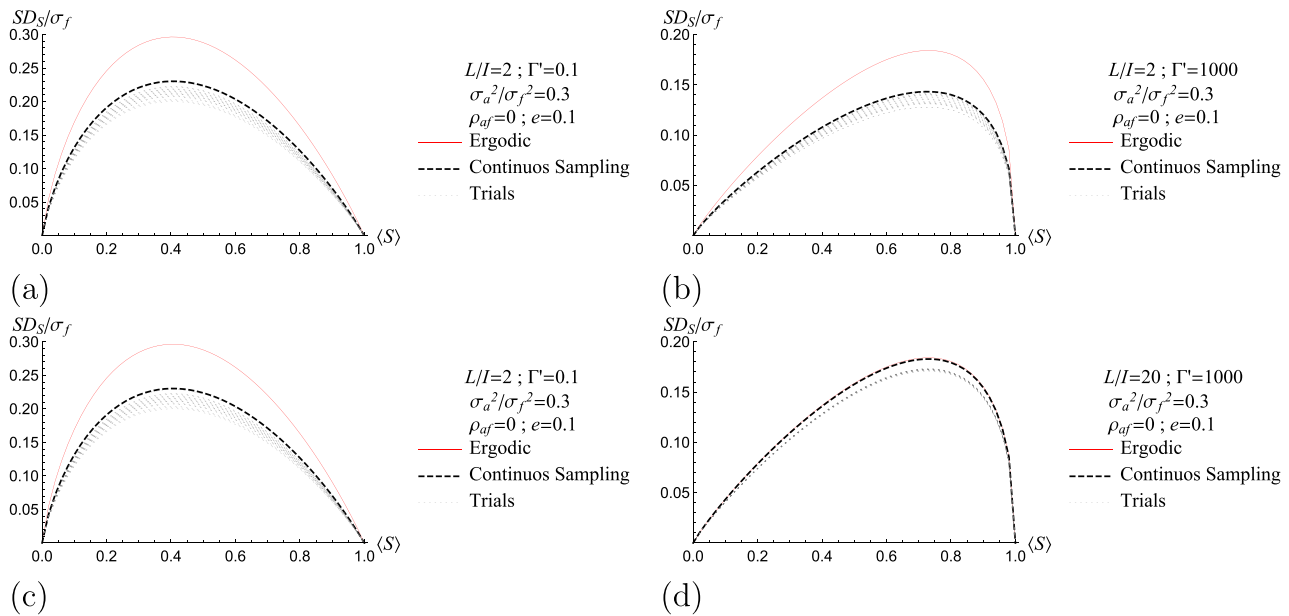 SD_S/σ_f
0.30
0.25
0.20
0.15
0.10
0.05
0.0 0.2 0.4 0.6 0.8 1.0 ⟨S⟩
L/I=2 ; Γ'=0.1
σ_a²/σ_f²=0.3
ρ_af=0 ; e=0.1
Ergodic
Continuos Sampling
Trials
(a)
SD_S/σ_f
0.20
0.15
0.10
0.05
0.0 0.2 0.4 0.6 0.8 1.0 ⟨S⟩
L/I=2 ; Γ'=1000
σ_a²/σ_f²=0.3
ρ_af=0 ; e=0.1
Ergodic
Continuos Sampling
Trials
(b)
SD_S/σ_f
0.30
0.25
0.20
0.15
0.10
0.05
0.0 0.2 0.4 0.6 0.8 1.0 ⟨S⟩
L/I=2 ; Γ'=0.1
σ_a²/σ_f²=0.3
ρ_af=0 ; e=0.1
Ergodic
Continuos Sampling
Trials
(c)
SD_S/σ_f
0.20
0.15
0.10
0.05
0.0 0.2 0.4 0.6 0.8 1.0 ⟨S⟩
L/I=20 ; Γ'=1000
σ_a²/σ_f²=0.3
ρ_af=0 ; e=0.1
Ergodic
Continuos Sampling
Trials
(d)